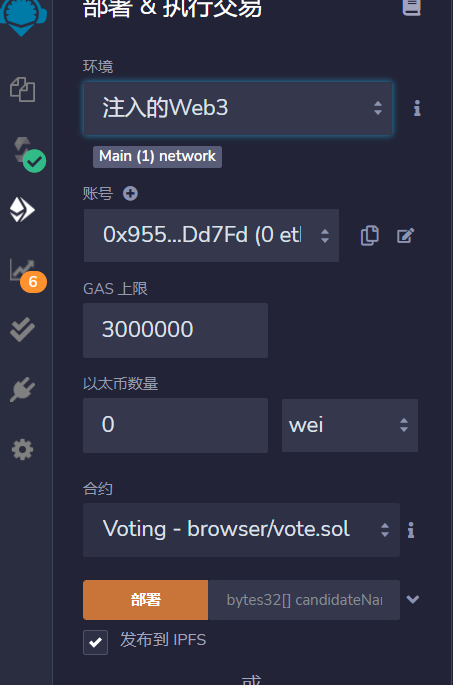 部署 & 执行交易
环境
注入的Web3
Main (1) network
账号
0x955...Dd7Fd (0 et
6
GAS 上限
3000000
以太币数量
0 wei
合约
Voting - browser/vote.sol
部署 bytes32[] candidateNar
发布到 IPFS
或